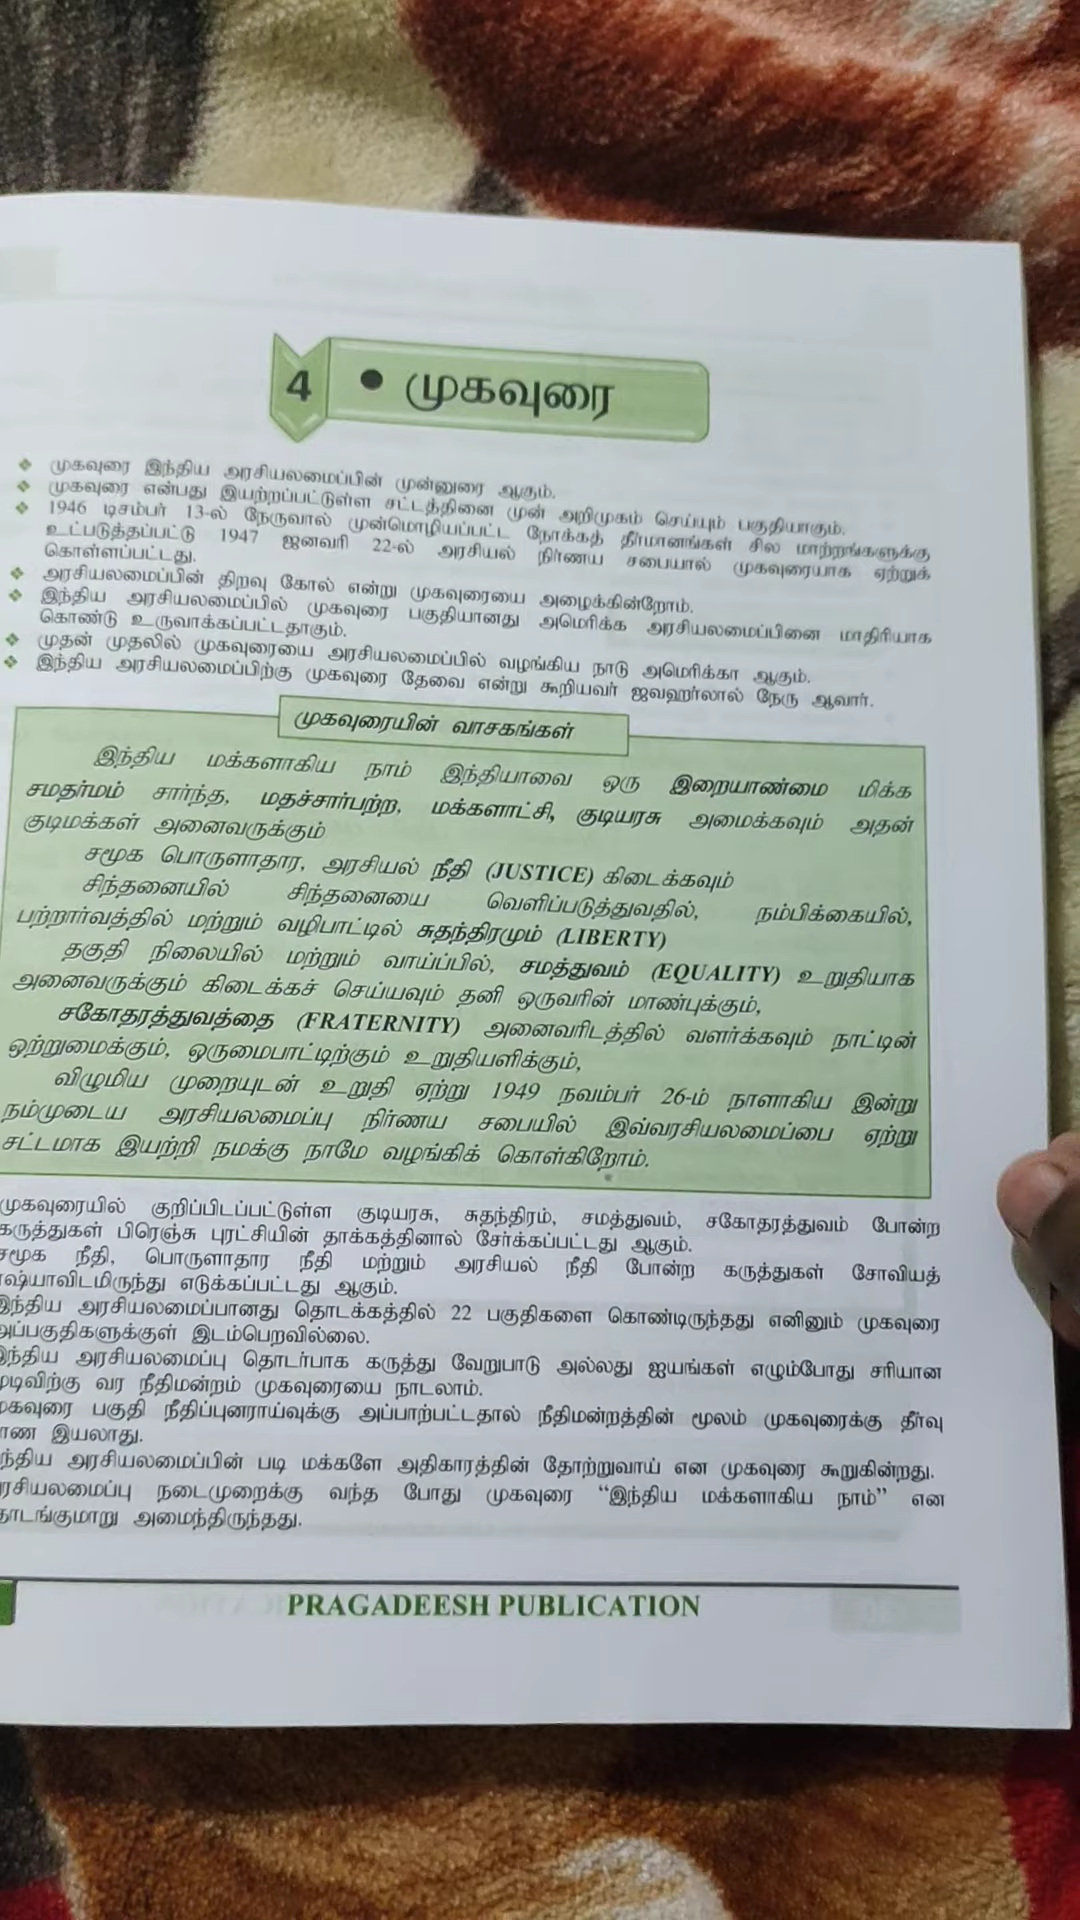 4 • முகவுரை
❖ முகவுரை இந்திய அரசியலமைப்பின் முன்னுரை ஆகும்.
❖ முகவுரை என்பது இயற்றப்பட்டுள்ள சட்டத்தினை முன் அறிமுகம் செய்யும் பகுதியாகும்.
❖ 1946 டிசம்பர் 13-ல் நேருவால் முன்மொழியப்பட்ட நோக்கத் தீர்மானங்கள் சில மாற்றங்களுக்கு
உட்படுத்தப்பட்டு 1947 ஜனவரி 22-ல் அரசியல் நிர்ணய சபையால் முகவுரையாக ஏற்றுக்
கொள்ளப்பட்டது.
❖ அரசியலமைப்பின் திறவு கோல் என்று முகவுரையை அழைக்கின்றோம்.
❖ இந்திய அரசியலமைப்பில் முகவுரை பகுதியானது அமெரிக்க அரசியலமைப்பினை மாதிரியாக
கொண்டு உருவாக்கப்பட்டதாகும்.
❖ முதன் முதலில் முகவுரையை அரசியலமைப்பில் வழங்கிய நாடு அமெரிக்கா ஆகும்.
❖ இந்திய அரசியலமைப்பிற்கு முகவுரை தேவை என்று கூறியவர் ஜவஹர்லால் நேரு ஆவார்.
முகவுரையின் வாசகங்கள்
இந்திய மக்களாகிய நாம் இந்தியாவை ஒரு இறையாண்மை மிக்க
சமதர்மம் சார்ந்த, மதச்சார்பற்ற, மக்களாட்சி, குடியரசு அமைக்கவும் அதன்
குடிமக்கள் அனைவருக்கும்
சமூக பொருளாதார, அரசியல் நீதி (JUSTICE) கிடைக்கவும்
சிந்தனையில் சிந்தனையை வெளிப்படுத்துவதில், நம்பிக்கையில்,
பற்றார்வத்தில் மற்றும் வழிபாட்டில் சுதந்திரமும் (LIBERTY)
தகுதி நிலையில் மற்றும் வாய்ப்பில், சமத்துவம் (EQUALITY) உறுதியாக
அனைவருக்கும் கிடைக்கச் செய்யவும் தனி ஒருவரின் மாண்புக்கும்,
சகோதரத்துவத்தை (FRATERNITY) அனைவரிடத்தில் வளர்க்கவும் நாட்டின்
ஒற்றுமைக்கும், ஒருமைபாட்டிற்கும் உறுதியளிக்கும்,
விழுமிய முறையுடன் உறுதி ஏற்று 1949 நவம்பர் 26-ம் நாளாகிய இன்று
நம்முடைய அரசியலமைப்பு நிர்ணய சபையில் இவ்வரசியலமைப்பை ஏற்று
சட்டமாக இயற்றி நமக்கு நாமே வழங்கிக் கொள்கிறோம்.
முகவுரையில் குறிப்பிடப்பட்டுள்ள குடியரசு, சுதந்திரம், சமத்துவம், சகோதரத்துவம் போன்ற
கருத்துகள் பிரெஞ்சு புரட்சியின் தாக்கத்தினால் சேர்க்கப்பட்டது ஆகும்.
சமூக நீதி, பொருளாதார நீதி மற்றும் அரசியல் நீதி போன்ற கருத்துகள் சோவியத்
ரஷ்யாவிடமிருந்து எடுக்கப்பட்டது ஆகும்.
இந்திய அரசியலமைப்பானது தொடக்கத்தில் 22 பகுதிகளை கொண்டிருந்தது எனினும் முகவுரை
அப்பகுதிகளுக்குள் இடம்பெறவில்லை.
இந்திய அரசியலமைப்பு தொடர்பாக கருத்து வேறுபாடு அல்லது ஐயங்கள் எழும்போது சரியான
முடிவிற்கு வர நீதிமன்றம் முகவுரையை நாடலாம்.
முகவுரை பகுதி நீதிப்புனராய்வுக்கு அப்பாற்பட்டதால் நீதிமன்றத்தின் மூலம் முகவுரைக்கு தீர்வு
ாண இயலாது.
ந்திய அரசியலமைப்பின் படி மக்களே அதிகாரத்தின் தோற்றுவாய் என முகவுரை கூறுகின்றது.
ரசியலமைப்பு நடைமுறைக்கு வந்த போது முகவுரை “இந்திய மக்களாகிய நாம்” என
தாடங்குமாறு அமைந்திருந்தது.
PRAGADEESH PUBLICATION